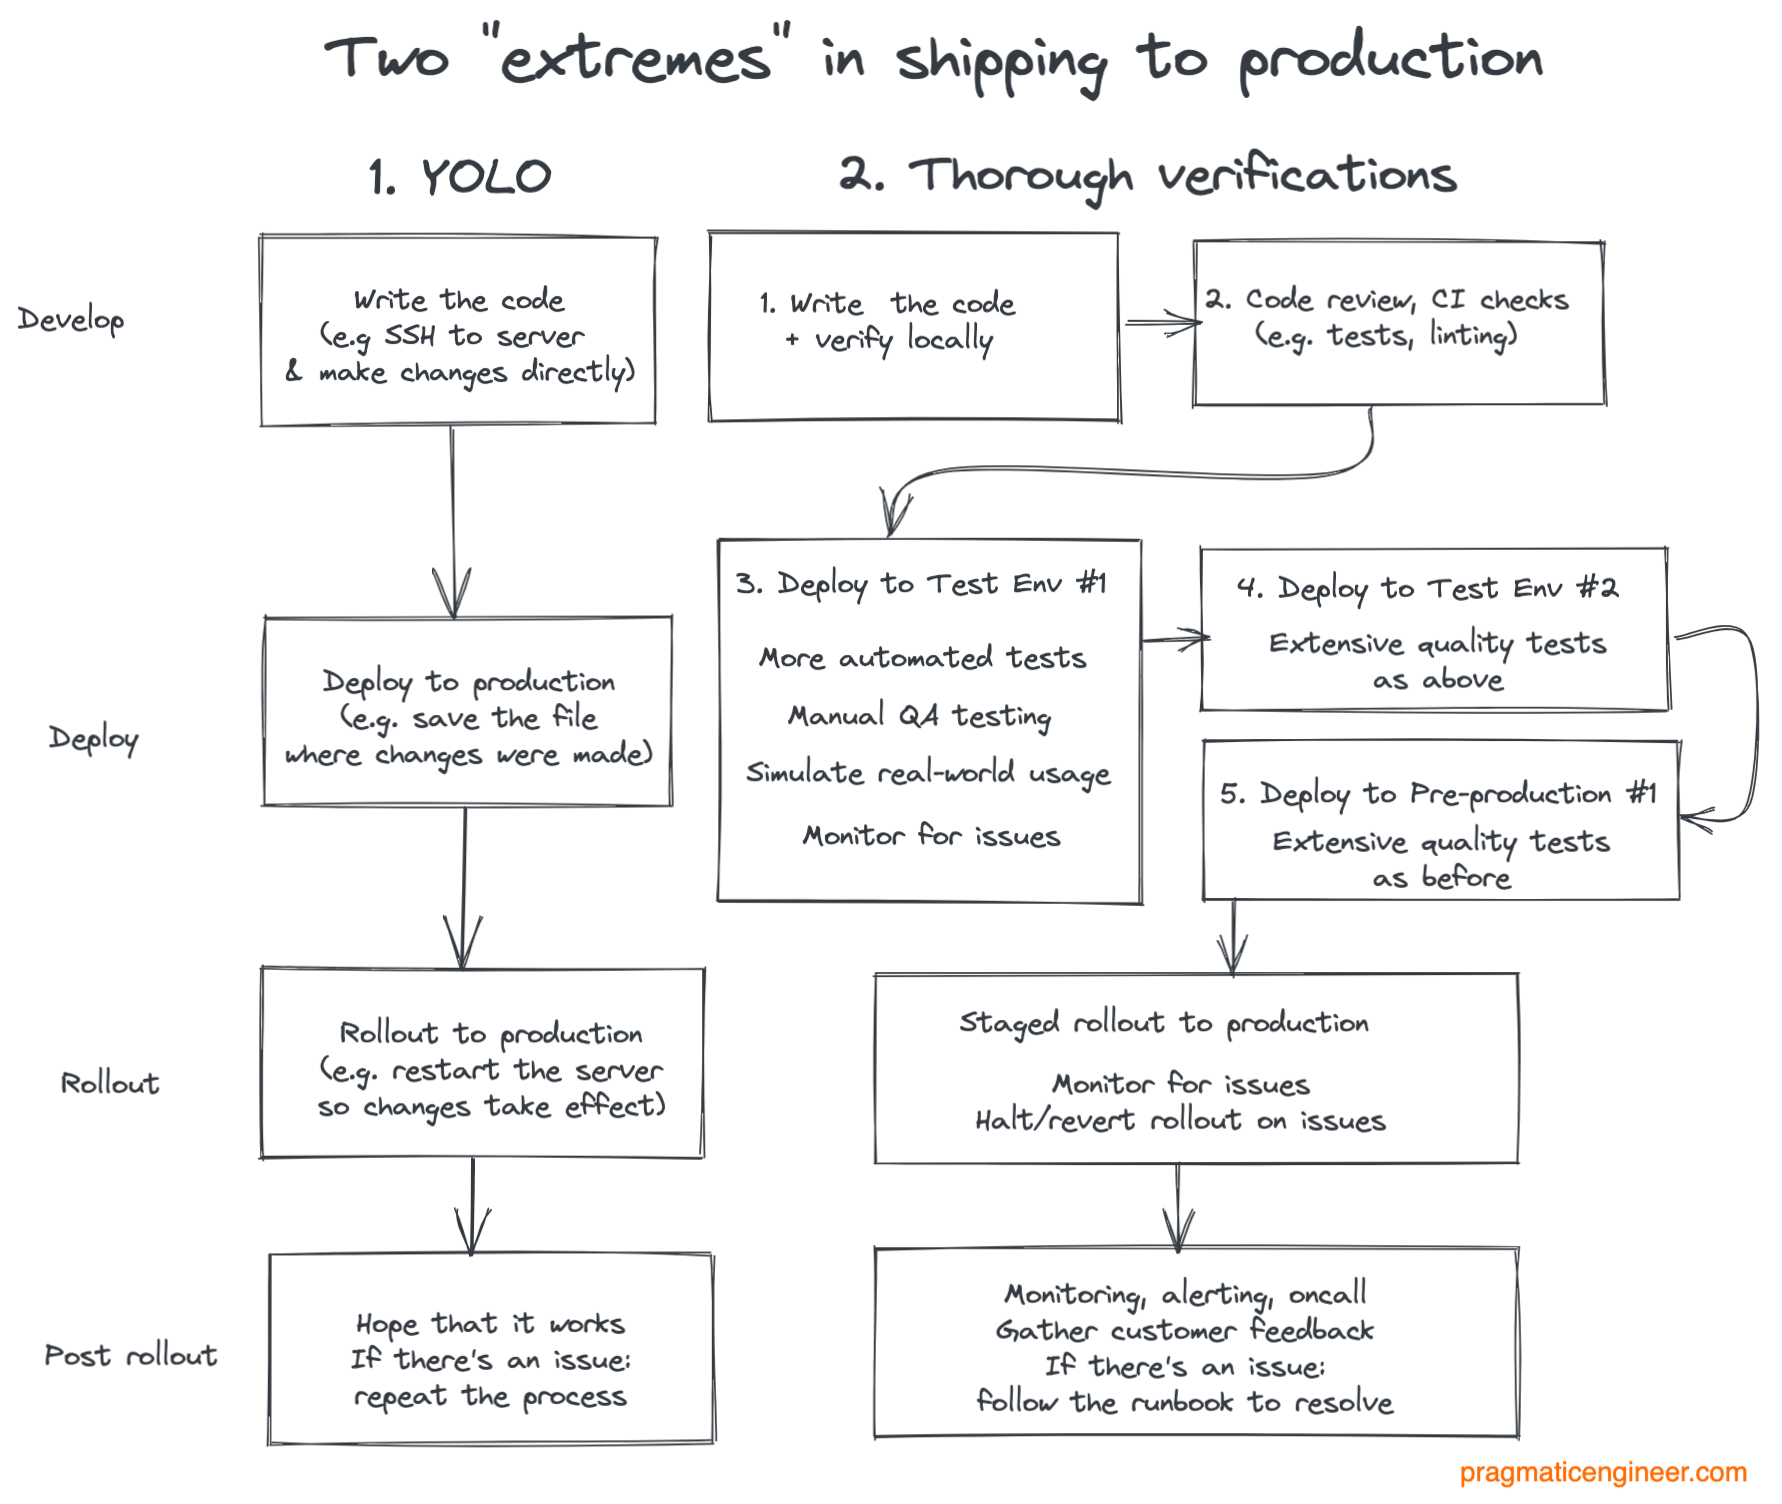 Two "extremes" in shipping to production
1. YOLO
2. Thorough verifications
Develop
Write the code
(e.g SSH to server
& make changes directly)
1. Write the code
+ verify locally
2. Code review, CI checks
(e.g. tests, linting)
Deploy
Deploy to production
(e.g. save the file
where changes were made)
3. Deploy to Test Env #1
More automated tests
Manual QA testing
Simulate real-world usage
Monitor for issues
4. Deploy to Test Env #2
Extensive quality tests
as above
5. Deploy to Pre-production #1
Extensive quality tests
as before
Rollout
Rollout to production
(e.g. restart the server
so changes take effect)
Staged rollout to production
Monitor for issues
Halt/revert rollout on issues
Post rollout
Hope that it works
If there's an issue:
repeat the process
Monitoring, alerting, oncall
Gather customer feedback
If there's an issue:
follow the runbook to resolve
pragmaticengineer.com